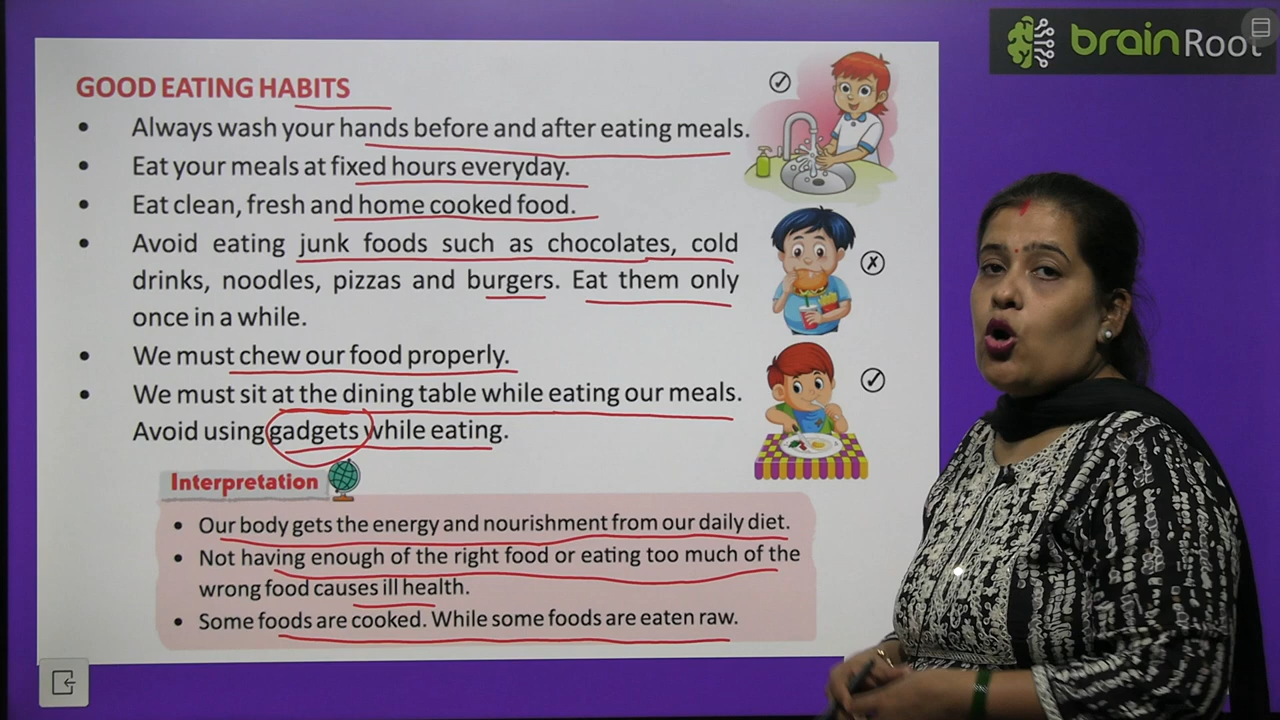 brainRoot
GOOD EATING HABITS
• Always wash your hands before and after eating meals.
• Eat your meals at fixed hours everyday.
• Eat clean, fresh and home cooked food.
• Avoid eating junk foods such as chocolates, cold
drinks, noodles, pizzas and burgers. Eat them only
once in a while.
• We must chew our food properly.
• We must sit at the dining table while eating our meals.
Avoid using gadgets while eating.
Interpretation
• Our body gets the energy and nourishment from our daily diet.
• Not having enough of the right food or eating too much of the
wrong food causes ill health.
• Some foods are cooked. While some foods are eaten raw.